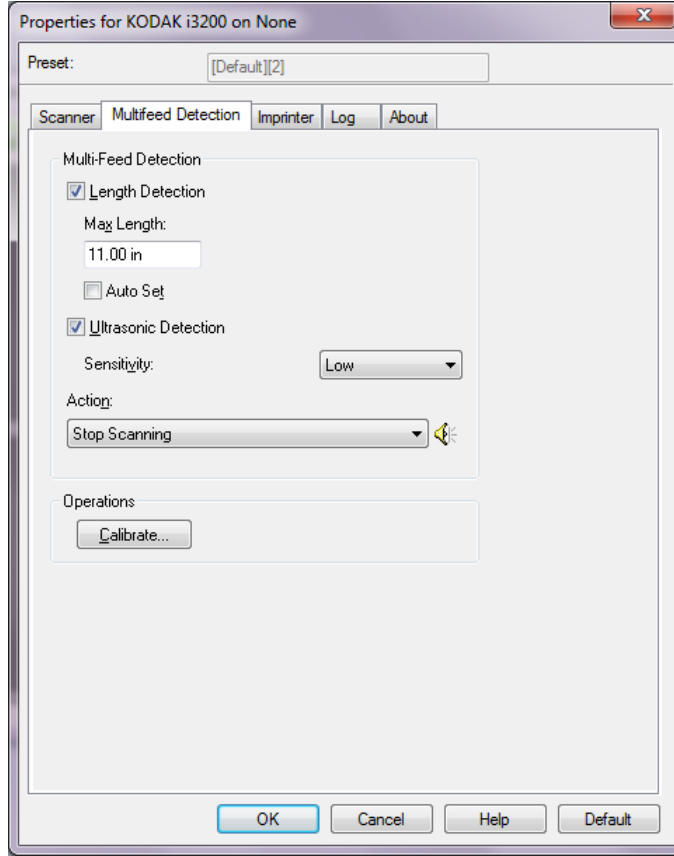 Properties for KODAK i3200 on None
x
Preset: [Default][2]
Scanner Multifeed Detection Imprinter Log About
Multi-Feed Detection
Length Detection
Max Length:
11.00 in
Auto Set
Ultrasonic Detection
Sensitivity: Low
Action:
Stop Scanning
Operations
Calibrate...
OK Cancel Help Default